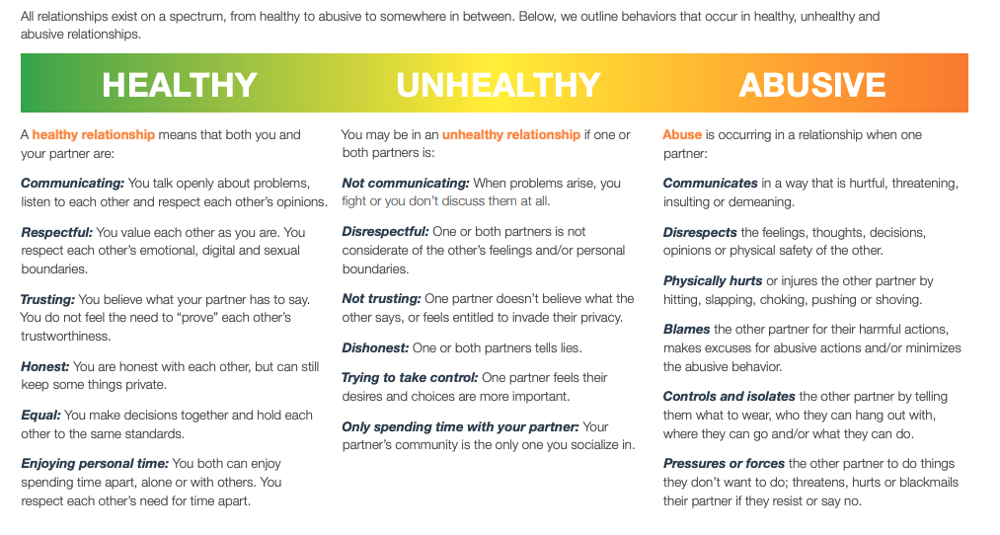 All relationships exist on a spectrum, from healthy to abusive to somewhere in between. Below, we outline behaviors that occur in healthy, unhealthy and
abusive relationships.
HEALTHY
UNHEALTHY
ABUSIVE
A healthy relationship means that both you and
your partner are:
Communicating: You talk openly about problems,
listen to each other and respect each other’s opinions.
Respectful: You value each other as you are. You
respect each other’s emotional, digital and sexual
boundaries.
Trusting: You believe what your partner has to say.
You do not feel the need to “prove” each other’s
trustworthiness.
Honest: You are honest with each other, but can still
keep some things private.
Equal: You make decisions together and hold each
other to the same standards.
Enjoying personal time: You both can enjoy
spending time apart, alone or with others. You
respect each other’s need for time apart.
You may be in an unhealthy relationship if one or
both partners is:
Not communicating: When problems arise, you
fight or you don’t discuss them at all.
Disrespectful: One or both partners is not
considerate of the other’s feelings and/or personal
boundaries.
Not trusting: One partner doesn’t believe what the
other says, or feels entitled to invade their privacy.
Dishonest: One or both partners tells lies.
Trying to take control: One partner feels their
desires and choices are more important.
Only spending time with your partner: Your
partner’s community is the only one you socialize in.
Abuse is occurring in a relationship when one
partner:
Communicates in a way that is hurtful, threatening,
insulting or demeaning.
Disrespects the feelings, thoughts, decisions,
opinions or physical safety of the other.
Physically hurts or injures the other partner by
hitting, slapping, choking, pushing or shoving.
Blames the other partner for their harmful actions,
makes excuses for abusive actions and/or minimizes
the abusive behavior.
Controls and isolates the other partner by telling
them what to wear, who they can hang out with,
where they can go and/or what they can do.
Pressures or forces the other partner to do things
they don’t want to do; threatens, hurts or blackmails
their partner if they resist or say no.